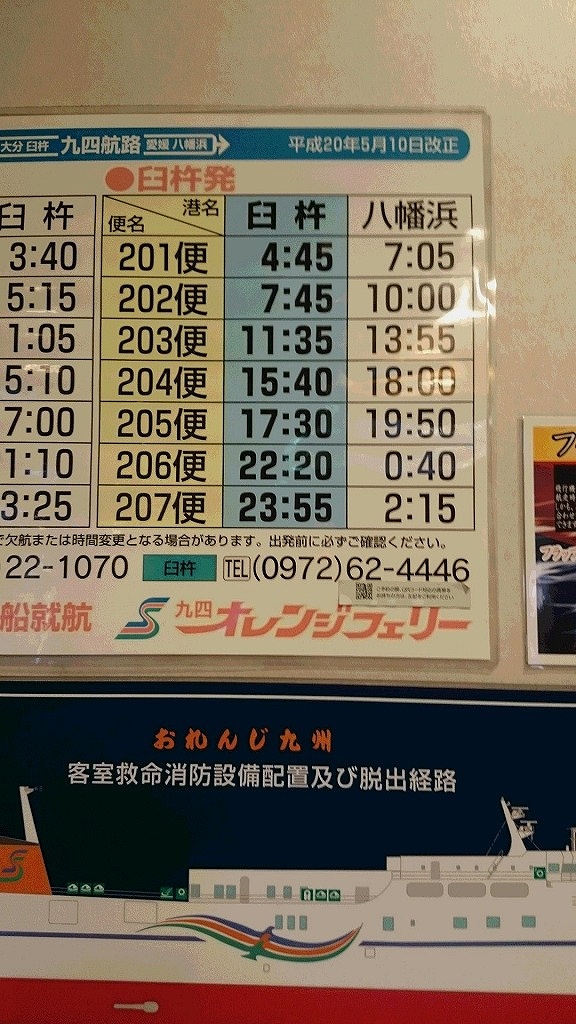 大分 臼杵 九四航路 愛媛 八幡浜 平成20年5月10日改正
●臼杵発
臼杵 港名 便名 臼杵 八幡浜
3:40 201便 4:45 7:05
5:15 202便 7:45 10:00
1:05 203便 11:35 13:55
5:10 204便 15:40 18:00
7:00 205便 17:30 19:50
1:10 206便 22:20 0:40
3:25 207便 23:55 2:15
で欠航または時間変更となる場合があります。出発前に必ずご確認ください。
22-1070 臼杵 TEL(0972)62-4446
船就航 九四オレンジフェリー
おれんじ九州
客室救命消防設備配置及び脱出経路